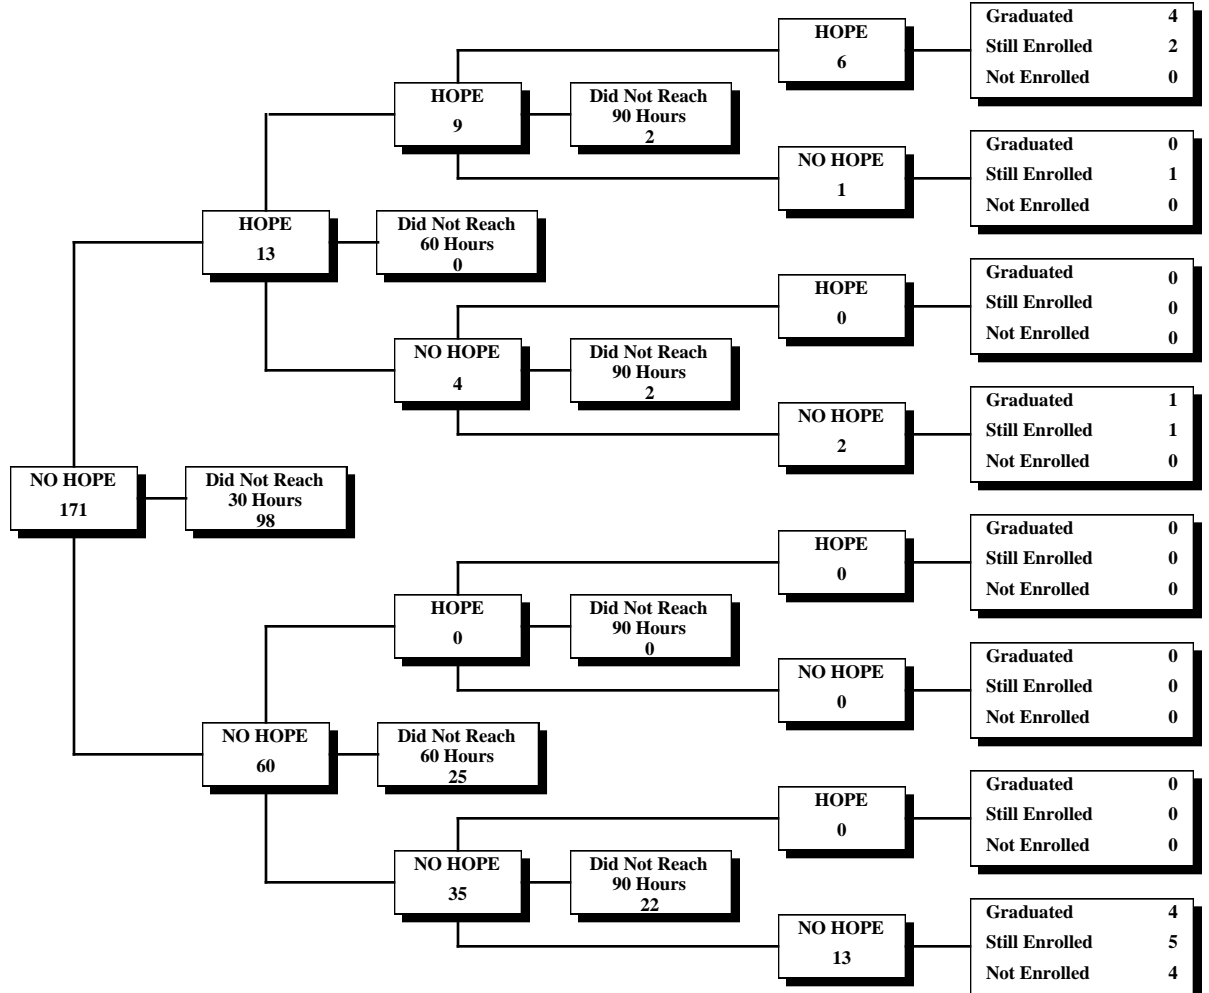 HOPE
6
Graduated 4
Still Enrolled 2
Not Enrolled 0
HOPE
9
Did Not Reach
90 Hours
2
NO HOPE
1
Graduated 0
Still Enrolled 1
Not Enrolled 0
HOPE
13
Did Not Reach
60 Hours
0
HOPE
0
Graduated 0
Still Enrolled 0
Not Enrolled 0
NO HOPE
4
Did Not Reach
90 Hours
2
NO HOPE
2
Graduated 1
Still Enrolled 1
Not Enrolled 0
NO HOPE
171
Did Not Reach
30 Hours
98
HOPE
0
Graduated 0
Still Enrolled 0
Not Enrolled 0
HOPE
0
Did Not Reach
90 Hours
0
NO HOPE
0
Graduated 0
Still Enrolled 0
Not Enrolled 0
NO HOPE
60
Did Not Reach
60 Hours
25
HOPE
0
Graduated 0
Still Enrolled 0
Not Enrolled 0
NO HOPE
35
Did Not Reach
90 Hours
22
NO HOPE
13
Graduated 4
Still Enrolled 5
Not Enrolled 4